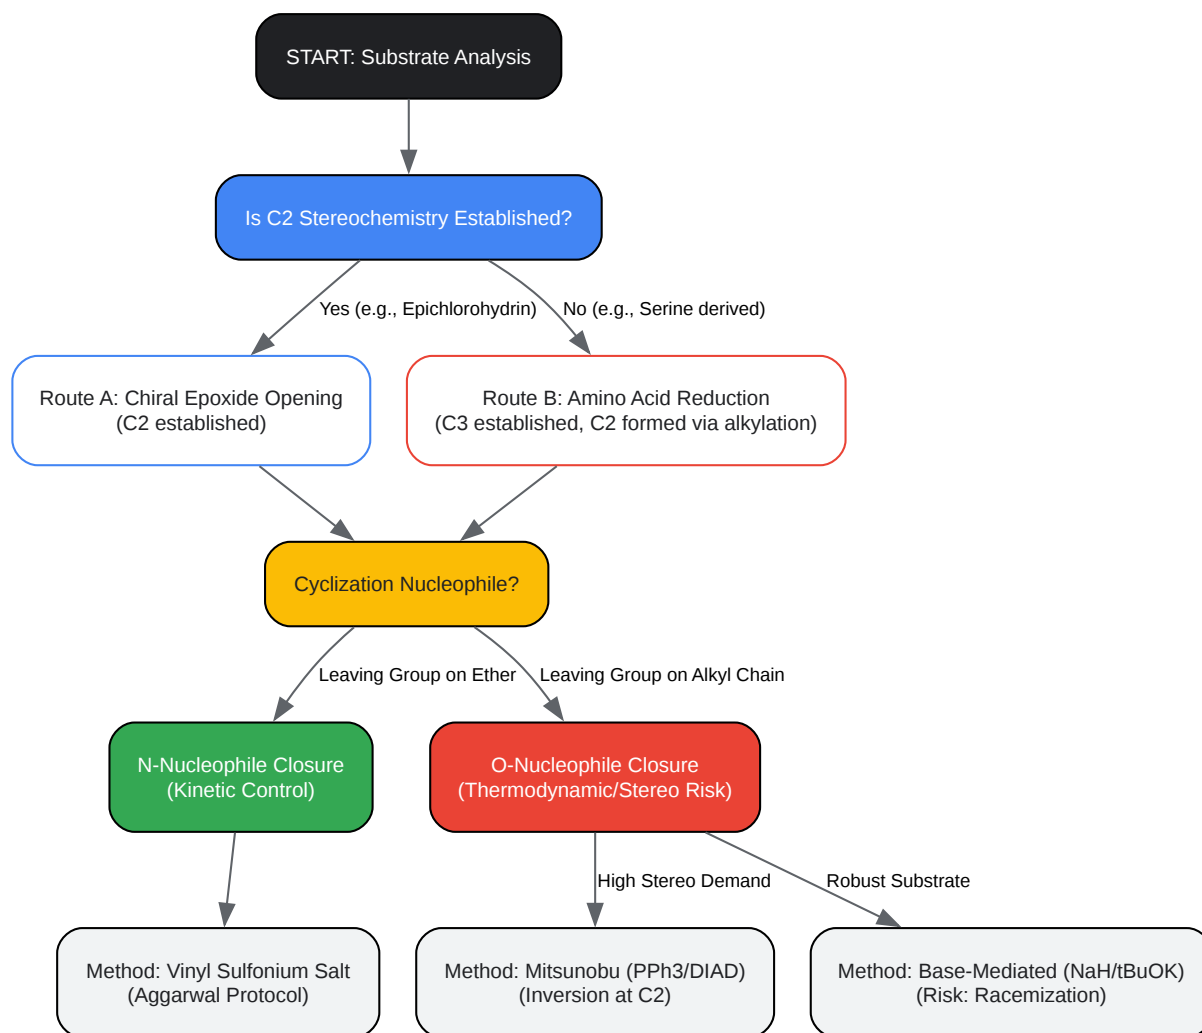 START: Substrate Analysis
Is C2 Stereochemistry Established?
Yes (e.g., Epichlorohydrin)
No (e.g., Serine derived)
Route A: Chiral Epoxide Opening
(C2 established)
Route B: Amino Acid Reduction
(C3 established, C2 formed via alkylation)
Cyclization Nucleophile?
Leaving Group on Ether
Leaving Group on Alkyl Chain
N-Nucleophile Closure
(Kinetic Control)
O-Nucleophile Closure
(Thermodynamic/Stereo Risk)
High Stereo Demand
Robust Substrate
Method: Vinyl Sulfonium Salt
(Aggarwal Protocol)
Method: Mitsunobu (PPh3/DIAD)
(Inversion at C2)
Method: Base-Mediated (NaH/tBuOK)
(Risk: Racemization)